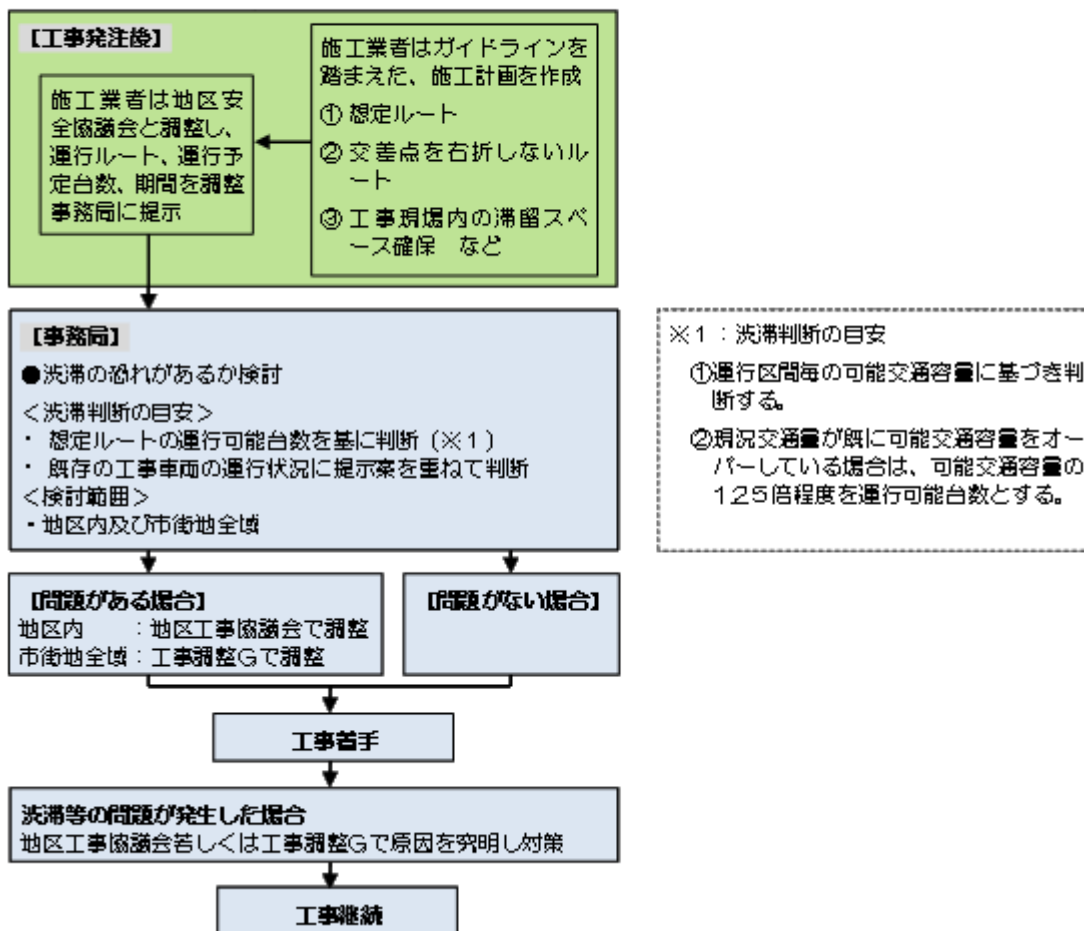 【工事発注後】
施工業者はガイドラインを
踏まえた、施工計画を作成
① 想定ルート
② 交差点を右折しないル
ート
③ 工事現場内の滞留スペ
ース確保　など
施工業者は地区安
全協議会と調整し、
運行ルート、運行予
定台数、期間を調整
事務局に提示
【事務局】
●渋滞の恐れがあるか検討
＜渋滞判断の目安＞
・ 想定ルートの運行可能台数を基に判断（※１）
・ 既存の工事車両の運行状況に提示案を重ねて判断
＜検討範囲＞
・地区内及び市街地全域
※１：渋滞判断の目安
①運行区間毎の可能交通容量に基づき判
断する。
②現況交通量が既に可能交通容量をオー
バーしている場合は、可能交通容量の
1.25倍程度を運行可能台数とする。
【問題がある場合】
地区内　　：地区工事協議会で調整
市街地全域：工事調整Ｇで調整
【問題がない場合】
工事着手
渋滞等の問題が発生した場合
地区工事協議会若しくは工事調整Ｇで原因を究明し対策
工事継続